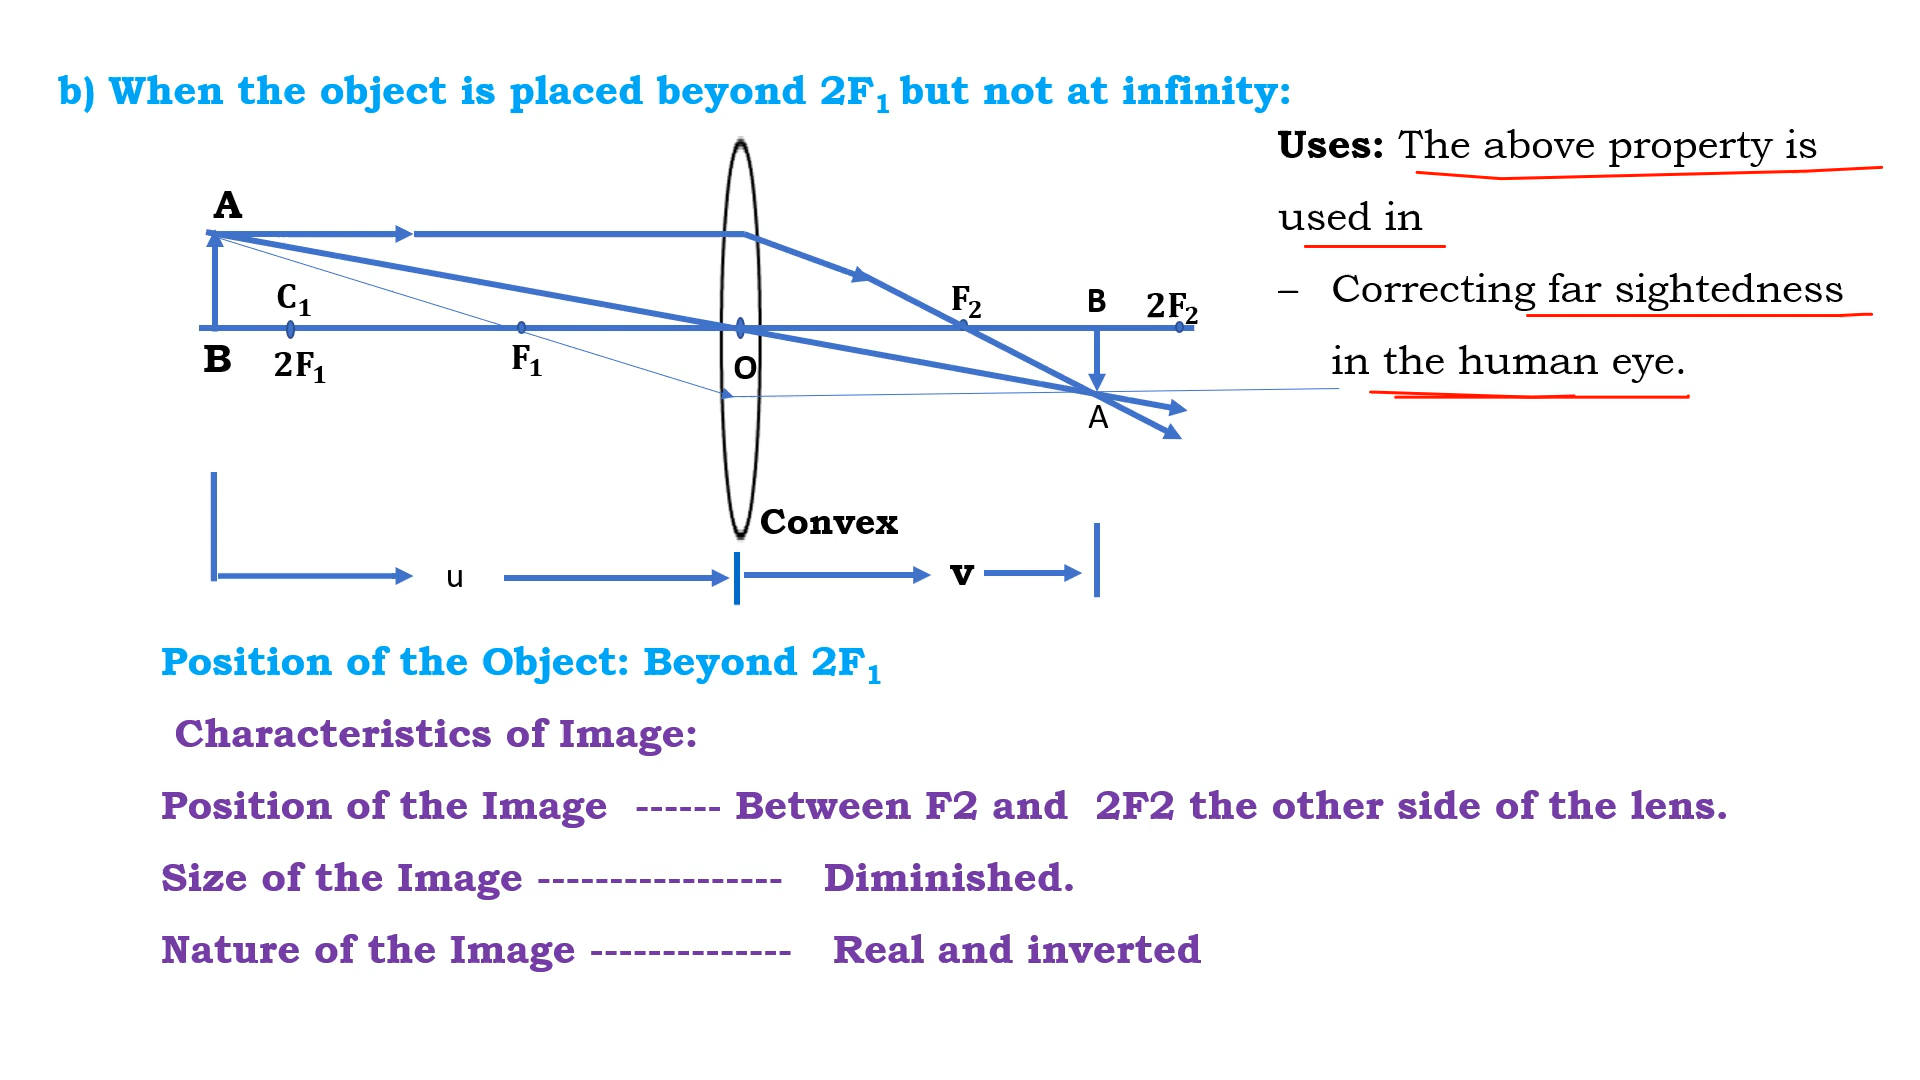 b) When the object is placed beyond 2F₁ but not at infinity:
Uses: The above property is
used in
– Correcting far sightedness
in the human eye.
A
C₁
F₂
B
2F₂
B
2F₁
F₁
O
A
Convex
u
v
Position of the Object: Beyond 2F₁
Characteristics of Image:
Position of the Image ------ Between F2 and 2F2 the other side of the lens.
Size of the Image ----------------- Diminished.
Nature of the Image -------------- Real and inverted